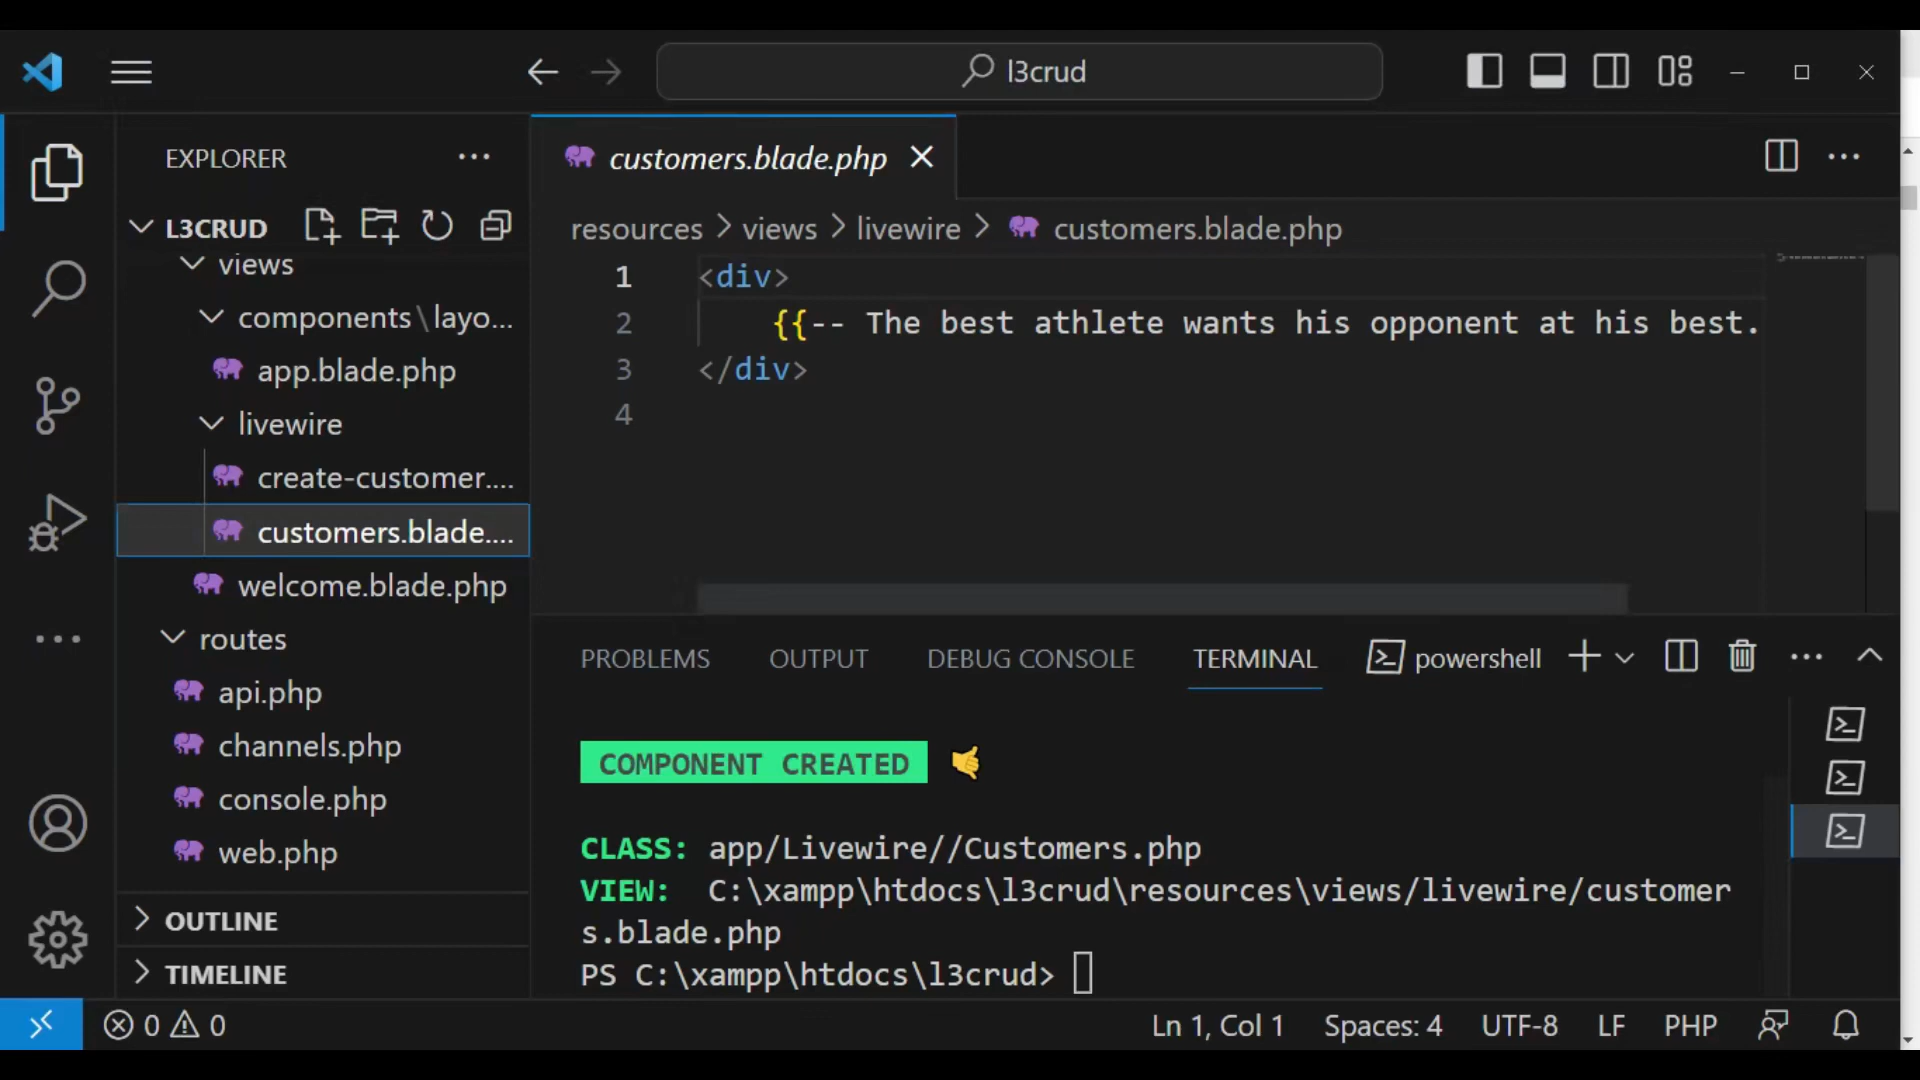 l3crud
EXPLORER
L3CRUD
views
components\layo...
app.blade.php
livewire
create-customer....
customers.blade....
welcome.blade.php
routes
api.php
channels.php
console.php
web.php
OUTLINE
TIMELINE
customers.blade.php
resources > views > livewire > customers.blade.php
1 <div>
2 {{-- The best athlete wants his opponent at his best.
3 </div>
4
PROBLEMS OUTPUT DEBUG CONSOLE TERMINAL powershell
COMPONENT CREATED 🤙
CLASS: app/Livewire//Customers.php
VIEW: C:\xampp\htdocs\l3crud\resources\views/livewire/customer
s.blade.php
PS C:\xampp\htdocs\l3crud>
0 0 Ln 1, Col 1 Spaces: 4 UTF-8 LF PHP